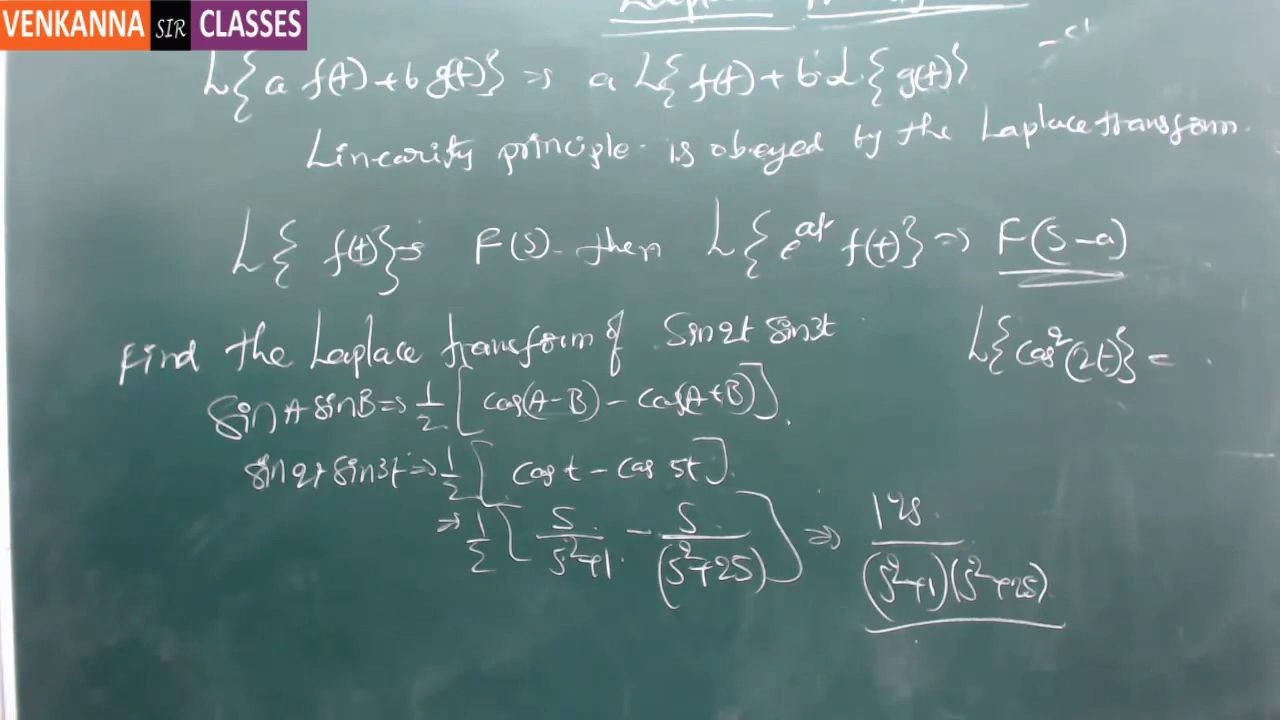 VENKANNA SIR CLASSES
L{a f(t) + b g(t)} ⇒ a L{f(t) + b L{g(t)}
Linearity principle is obeyed by the Laplace transform.
L{f(t)} ⇒ F(S) then L{e^{at} f(t)} ⇒ F(S-a)
Find the Laplace transform of Sin2t Sin3t
L{cos²(2t)} =
Sin A sin B ⇒ 1/2 [cos(A-B) - cos(A+B)].
sin2t sin3t ⇒ 1/2 [cos t - cos 5t].
⇒ 1/2 [S/(S²+1) - S/(S²+25)] ⇒ 12S/((S²+1)(S²+25))